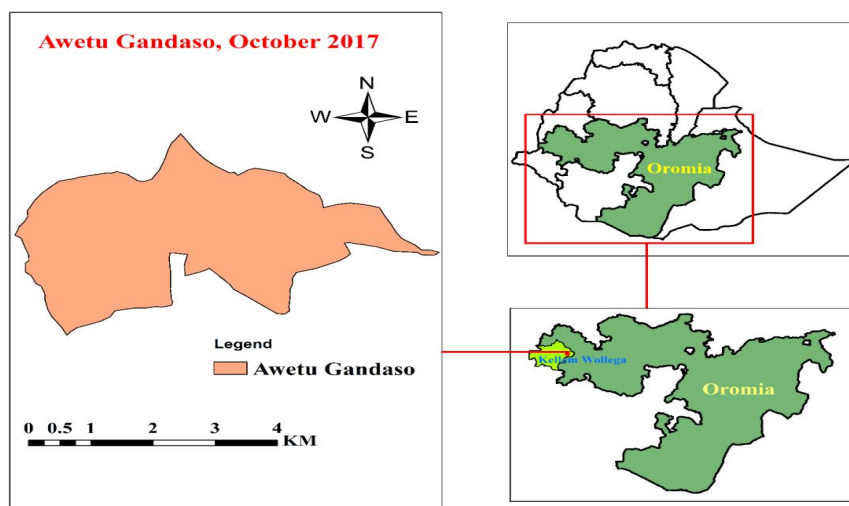 Awetu Gandaso, October 2017
N
W E
S
Legend
Awetu Gandaso
0 0.5 1 2 3 4
KM
Oromia
Kellem Wollega
Oromia